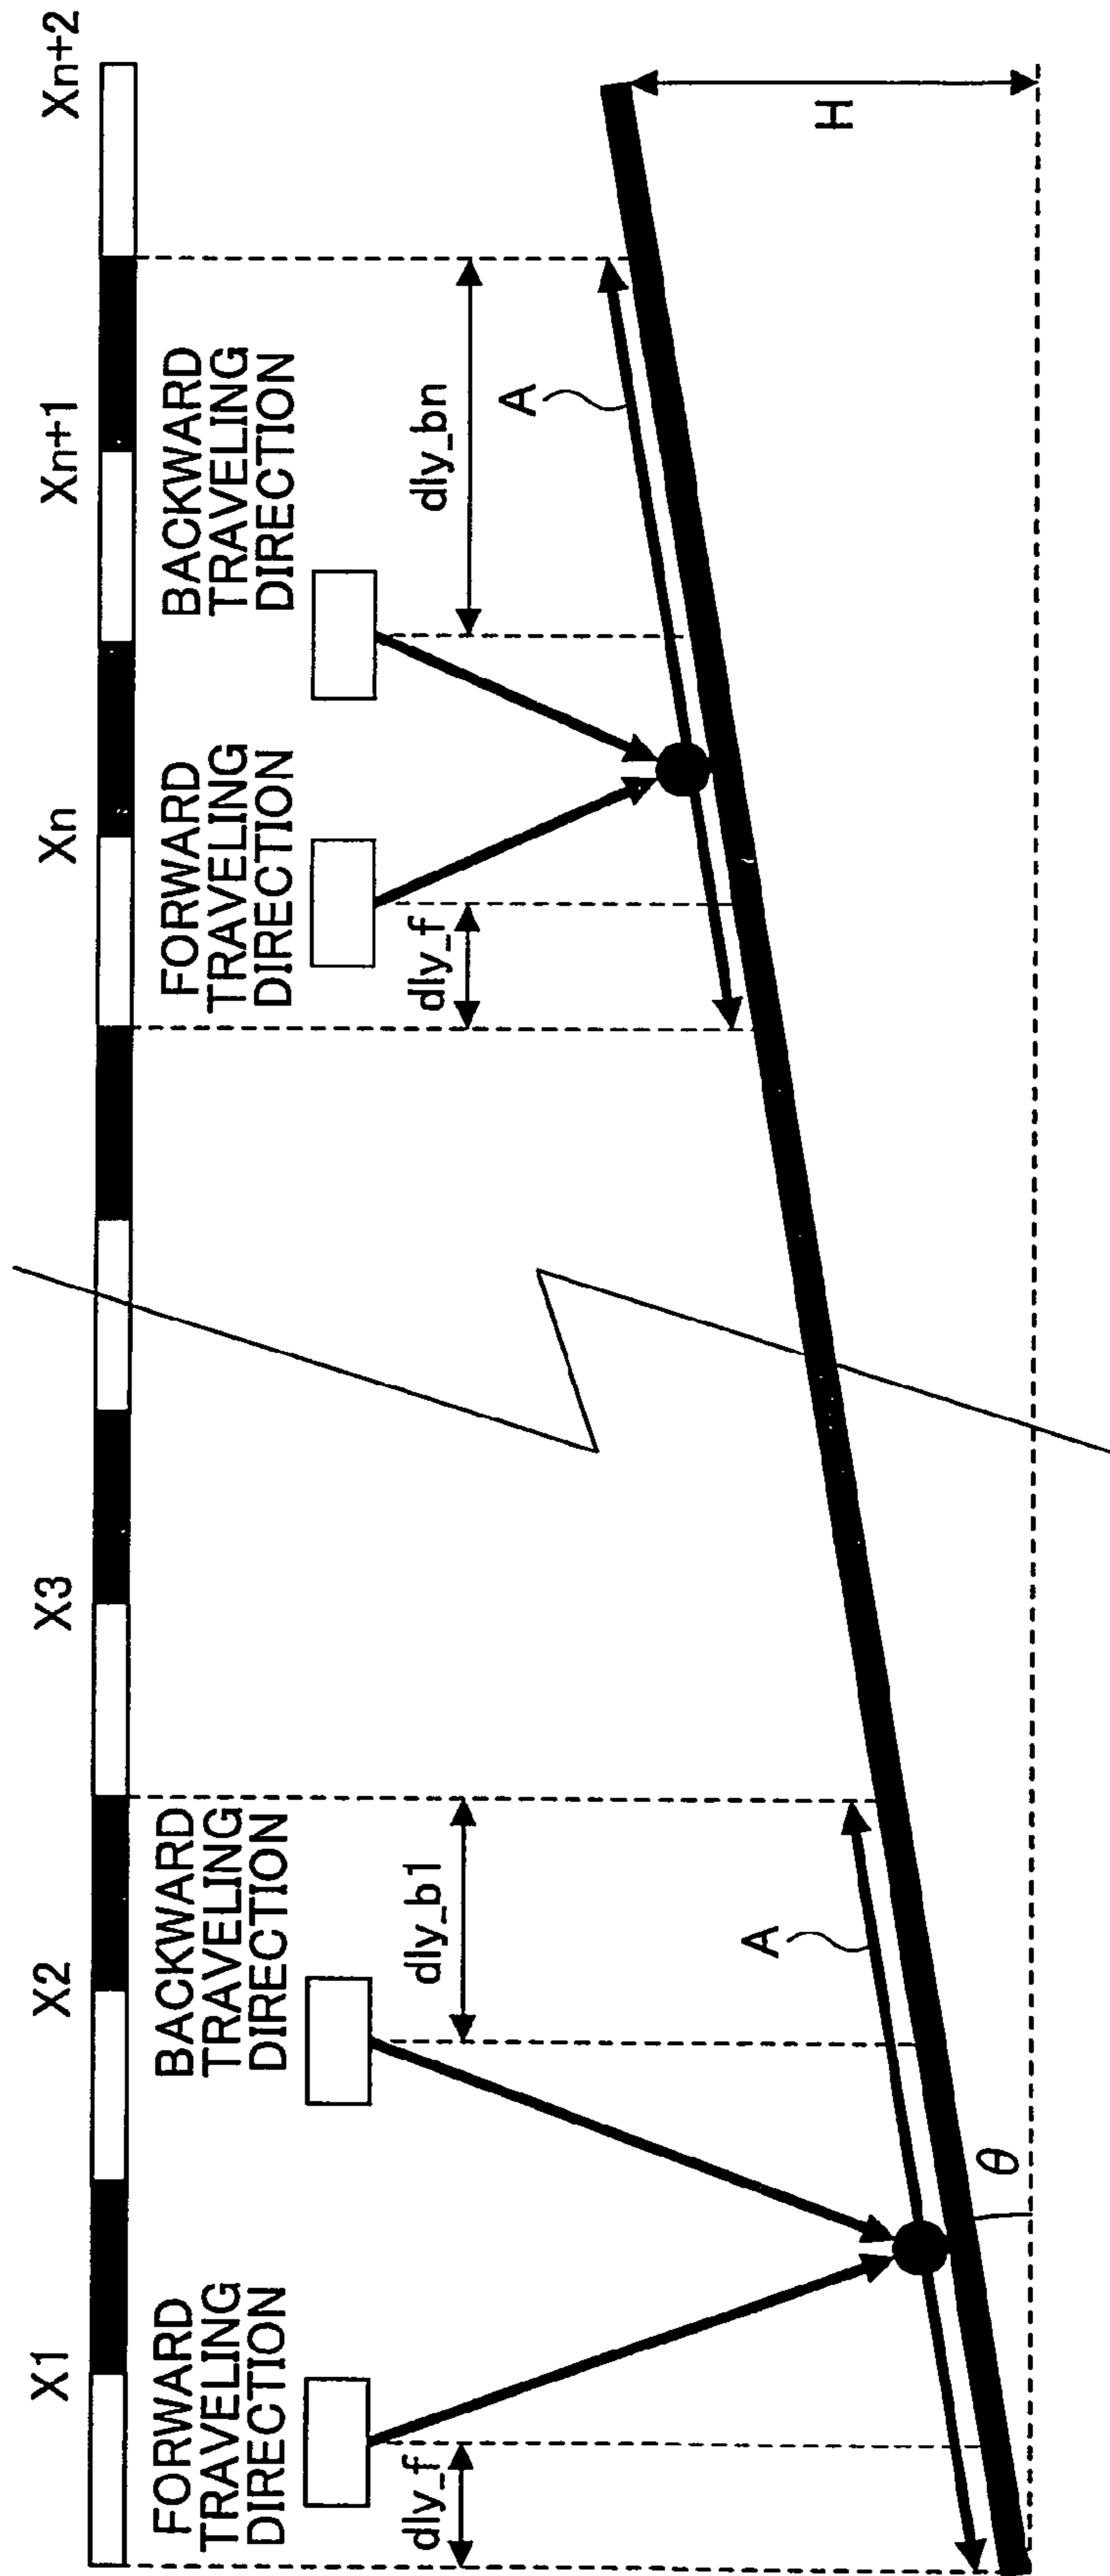 X1
X2
X3
Xn
Xn+1
Xn+2
FORWARD
TRAVELING
DIRECTION
BACKWARD
TRAVELING
DIRECTION
FORWARD
TRAVELING
DIRECTION
BACKWARD
TRAVELING
DIRECTION
dly_f
dly_b1
dly_f
dly_bn
A
A
θ
H